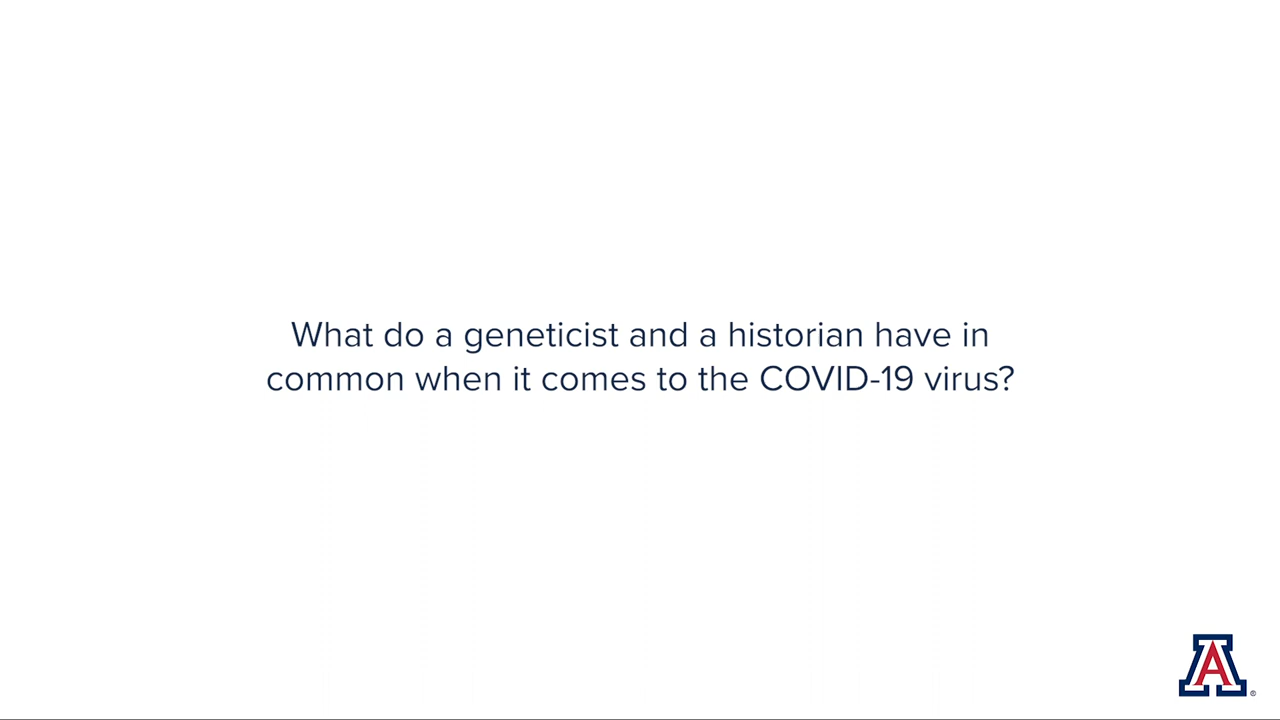 What do a geneticist and a historian have in
common when it comes to the COVID-19 virus?
A
®